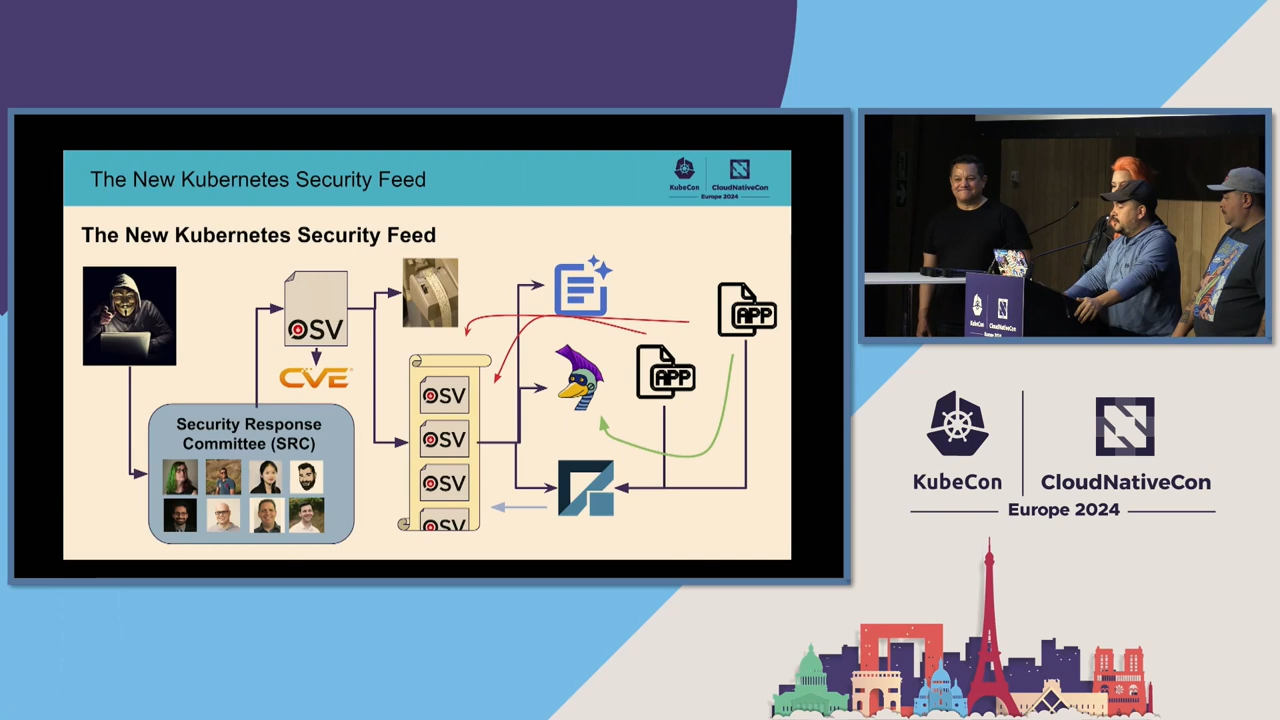 The New Kubernetes Security Feed
KubeCon
CloudNativeCon
Europe 2024
The New Kubernetes Security Feed
OSV
CVE
Security Response
Committee (SRC)
OSV
OSV
OSV
OSV
APP
APP
KubeCon
CloudNativeCon
Europe 2024